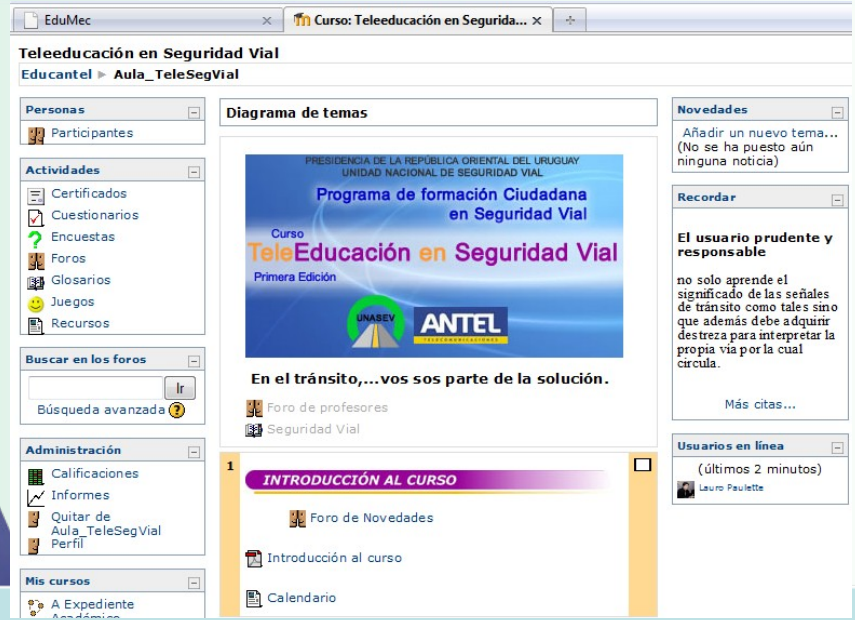 EduMec
Curso: Teleeducación en Segurida...
Teleeducación en Seguridad Vial
Educantel ► Aula_TeleSegVial
Personas
Participantes
Actividades
Certificados
Cuestionarios
Encuestas
Foros
Glosarios
Juegos
Recursos
Buscar en los foros
Ir
Búsqueda avanzada
Administración
Calificaciones
Informes
Quitar de
Aula_TeleSegVial
Perfil
Mis cursos
A Expediente
Académico
Diagrama de temas
PRESIDENCIA DE LA REPÚBLICA ORIENTAL DEL URUGUAY
UNIDAD NACIONAL DE SEGURIDAD VIAL
Programa de formación Ciudadana
en Seguridad Vial
Curso
TeleEducación en Seguridad Vial
Primera Edición
UNASEV
ANTEL
TELECOMUNICACIONES
En el tránsito,...vos sos parte de la solución.
Foro de profesores
Seguridad Vial
1
INTRODUCCIÓN AL CURSO
Foro de Novedades
Introducción al curso
Calendario
Novedades
Añadir un nuevo tema...
(No se ha puesto aún
ninguna noticia)
Recordar
El usuario prudente y
responsable
no solo aprende el
significado de las señales
de tránsito como tales sino
que además debe adquirir
destreza para interpretar la
propia vía por la cual
circula.
Más citas...
Usuarios en línea
(últimos 2 minutos)
Lauro Paulette